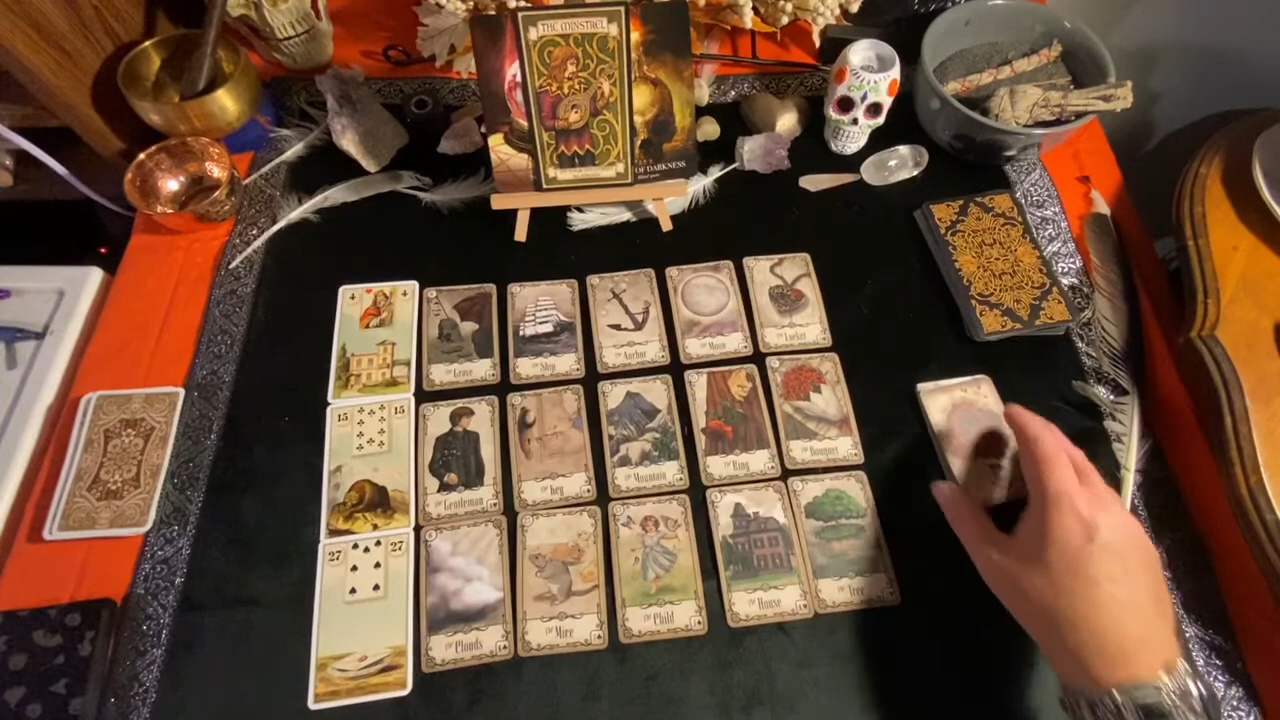 THE MINSTREL
OF DARKNESS
4 4
The Grave
The Ship
The Anchor
The Moon
The Locket
15 15
The Gentleman
The Key
The Mountain
The Ring
The Bouquet
27 27
The Clouds
The Mice
The Child
The House
The Tree